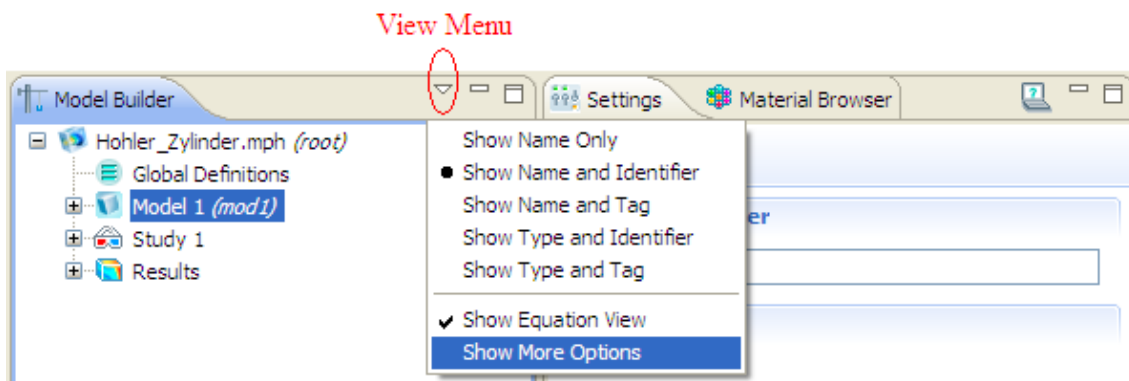 View Menu
Model Builder
Settings
Material Browser
Hohler_Zylinder.mph (root)
Global Definitions
Model 1 (mod1)
Study 1
Results
Show Name Only
Show Name and Identifier
Show Name and Tag
Show Type and Identifier
Show Type and Tag
Show Equation View
Show More Options
er